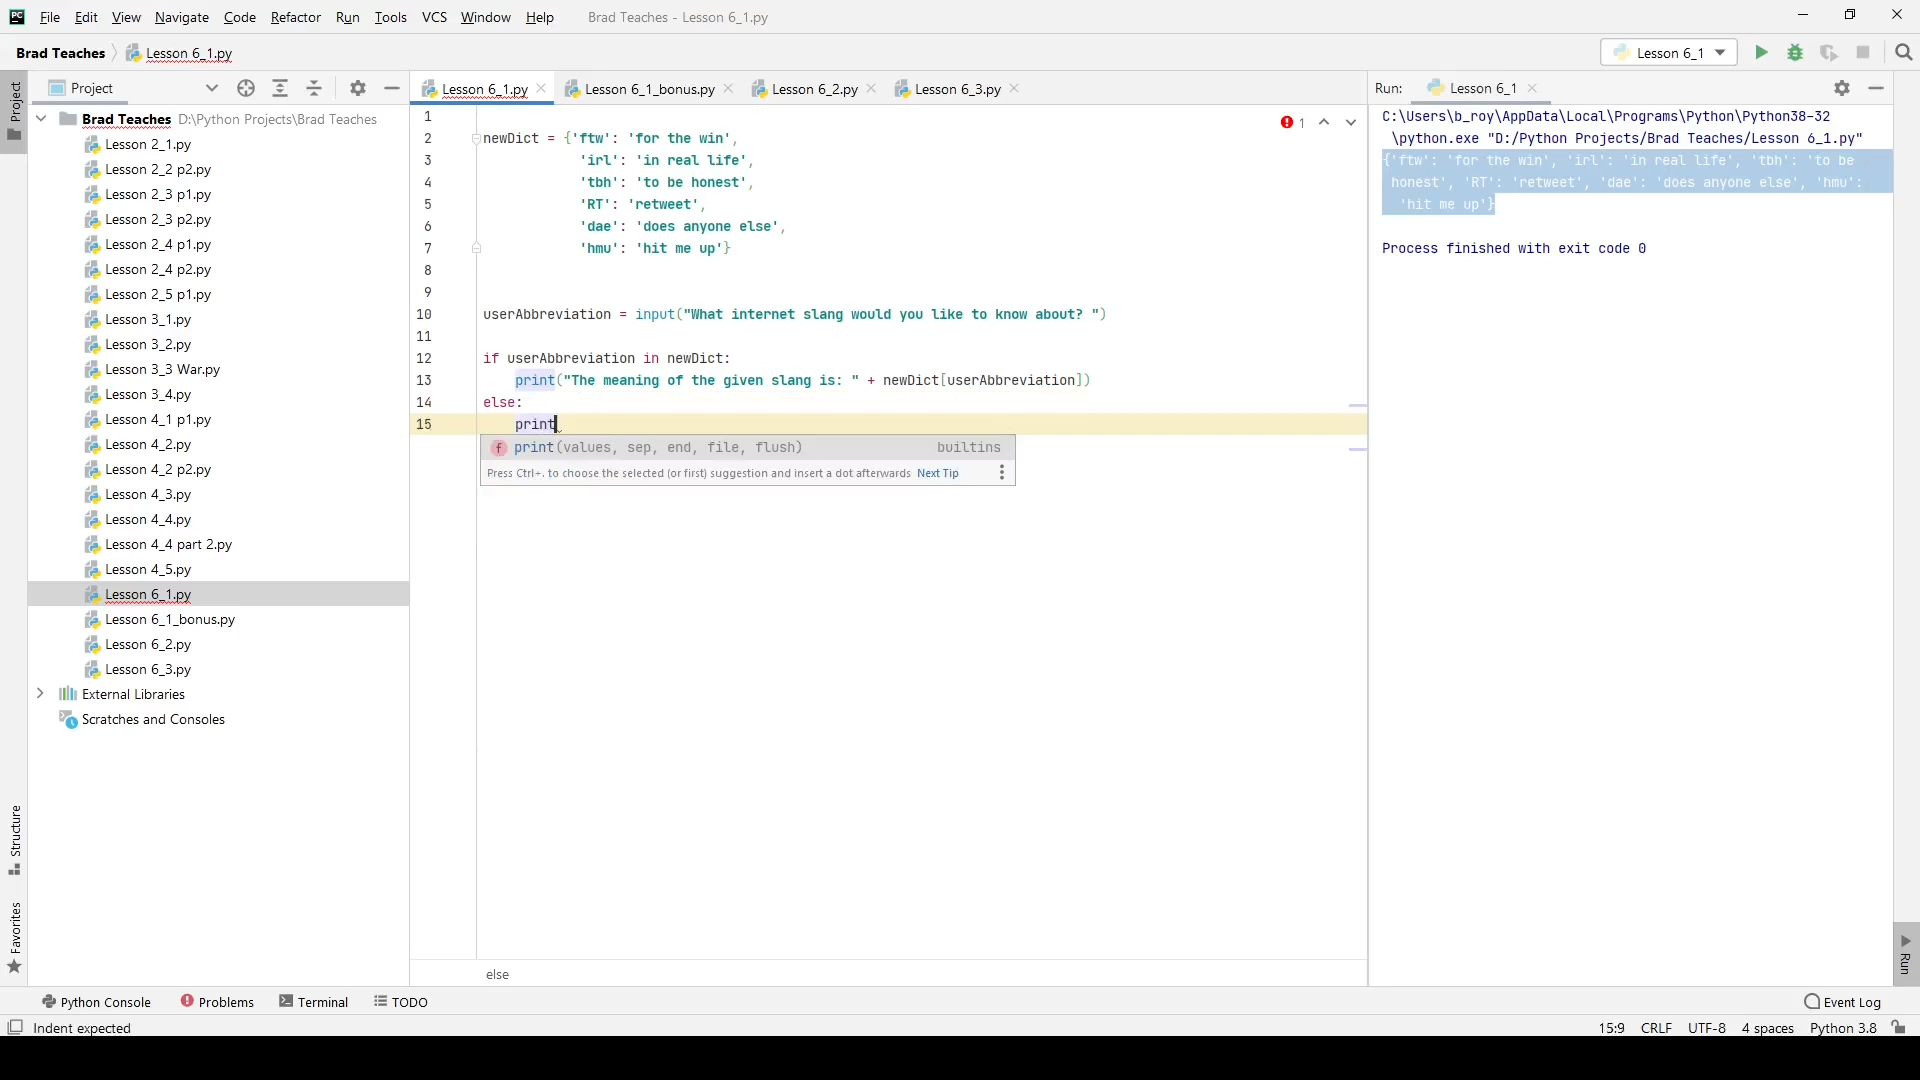 File Edit View Navigate Code Refactor Run Tools VCS Window Help Brad Teaches - Lesson 6_1.py
Brad Teaches Lesson 6_1.py Lesson 6_1
Project
Project
Brad Teaches D:\Python Projects\Brad Teaches
Lesson 2_1.py
Lesson 2_2 p2.py
Lesson 2_3 p1.py
Lesson 2_3 p2.py
Lesson 2_4 p1.py
Lesson 2_4 p2.py
Lesson 2_5 p1.py
Lesson 3_1.py
Lesson 3_2.py
Lesson 3_3 War.py
Lesson 3_4.py
Lesson 4_1 p1.py
Lesson 4_2.py
Lesson 4_2 p2.py
Lesson 4_3.py
Lesson 4_4.py
Lesson 4_4 part 2.py
Lesson 4_5.py
Lesson 6_1.py
Lesson 6_1_bonus.py
Lesson 6_2.py
Lesson 6_3.py
External Libraries
Scratches and Consoles
Structure
Favorites
Lesson 6_1.py Lesson 6_1_bonus.py Lesson 6_2.py Lesson 6_3.py
1
2 newDict = {'ftw': 'for the win',
3 'irl': 'in real life',
4 'tbh': 'to be honest',
5 'RT': 'retweet',
6 'dae': 'does anyone else',
7 'hmu': 'hit me up'}
8
9
10 userAbbreviation = input("What internet slang would you like to know about? ")
11
12 if userAbbreviation in newDict:
13 print("The meaning of the given slang is: " + newDict[userAbbreviation])
14 else:
15 print
f print(values, sep, end, file, flush) builtins
Press Ctrl+. to choose the selected (or first) suggestion and insert a dot afterwards Next Tip
1
else
Run: Lesson 6_1
C:\Users\b_roy\AppData\Local\Programs\Python\Python38-32
\python.exe "D:/Python Projects/Brad Teaches/Lesson 6_1.py"
{'ftw': 'for the win', 'irl': 'in real life', 'tbh': 'to be
honest', 'RT': 'retweet', 'dae': 'does anyone else', 'hmu':
'hit me up'}
Process finished with exit code 0
Run
Python Console Problems Terminal TODO Event Log
Indent expected 15:9 CRLF UTF-8 4 spaces Python 3.8